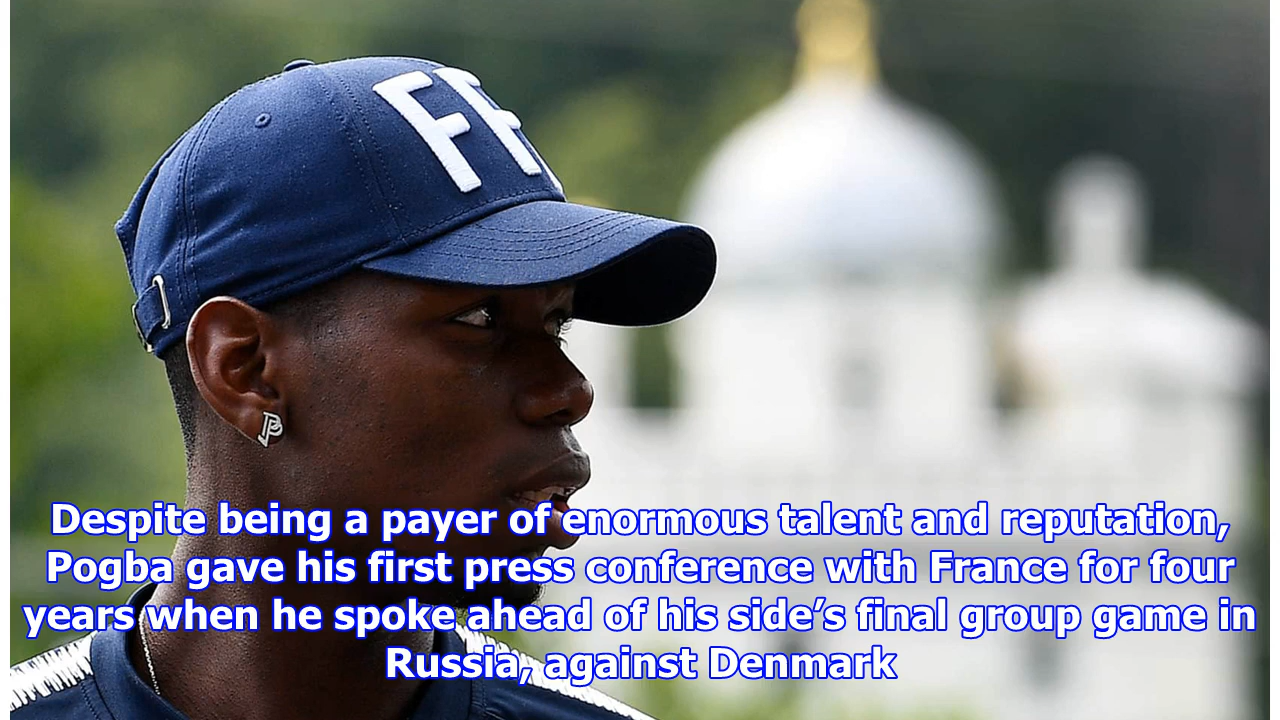 FF
Despite being a payer of enormous talent and reputation,
Pogba gave his first press conference with France for four
years when he spoke ahead of his side’s final group game in
Russia, against Denmark